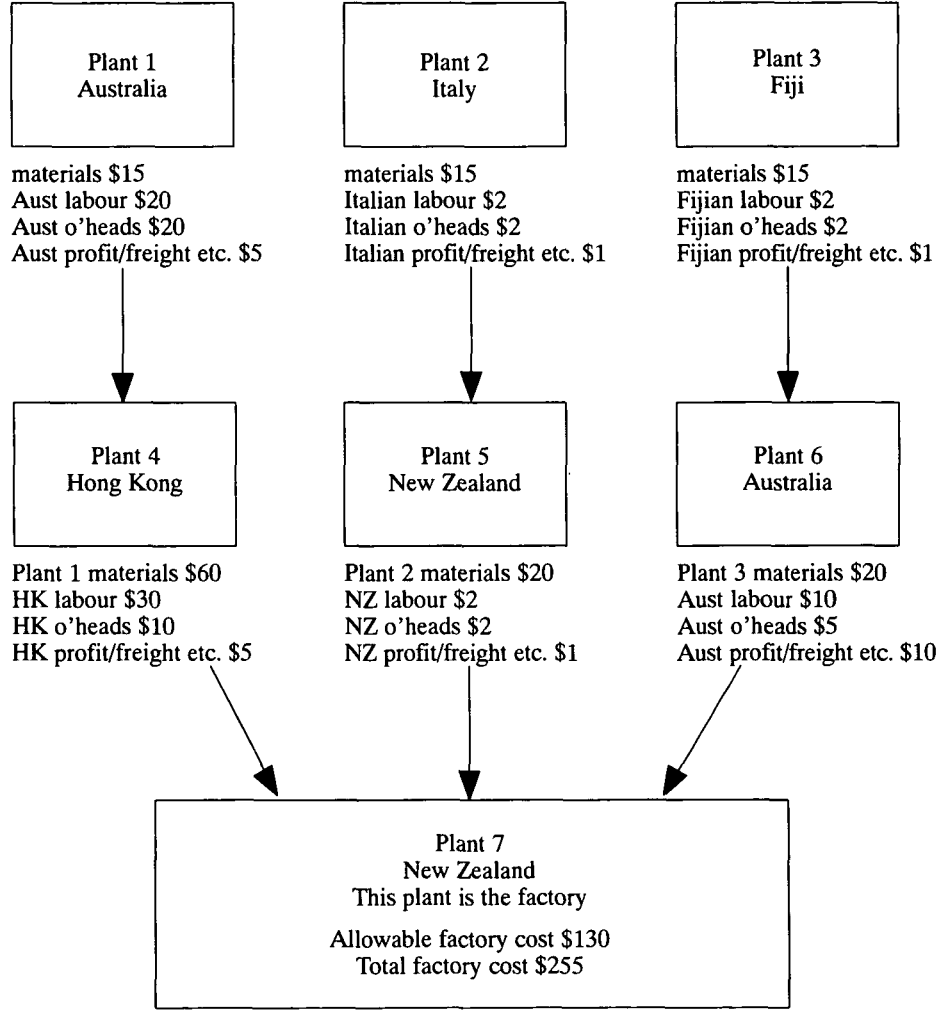 Plant 1
Australia
Plant 2
Italy
Plant 3
Fiji
materials $15
Aust labour $20
Aust o'heads $20
Aust profit/freight etc. $5
materials $15
Italian labour $2
Italian o'heads $2
Italian profit/freight etc. $1
materials $15
Fijian labour $2
Fijian o'heads $2
Fijian profit/freight etc. $1
Plant 4
Hong Kong
Plant 5
New Zealand
Plant 6
Australia
Plant 1 materials $60
HK labour $30
HK o'heads $10
HK profit/freight etc. $5
Plant 2 materials $20
NZ labour $2
NZ o'heads $2
NZ profit/freight etc. $1
Plant 3 materials $20
Aust labour $10
Aust o'heads $5
Aust profit/freight etc. $10
Plant 7
New Zealand
This plant is the factory
Allowable factory cost $130
Total factory cost $255